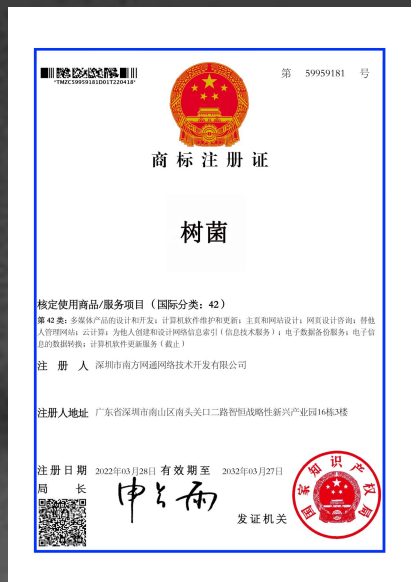 *TMZC59959181D01T220418*
第 59959181 号
商标注册证
树菌
核定使用商品/服务项目（国际分类：42）
第42类：多媒体产品的设计和开发；计算机软件维护和更新；主页和网站设计；网页设计咨询；替他
人管理网站；云计算；为他人创建和设计网络信息索引（信息技术服务）；电子数据备份服务；电子信
息的数据转换；计算机软件更新服务（截止）
注 册 人 深圳市南方网通网络技术开发有限公司
注册人地址 广东省深圳市南山区南头关口二路智恒战略性新兴产业园16栋3楼
注册日期 2022年03月28日 有效期至 2032年03月27日
局 长 申长雨
发证机关
国家知识产权局